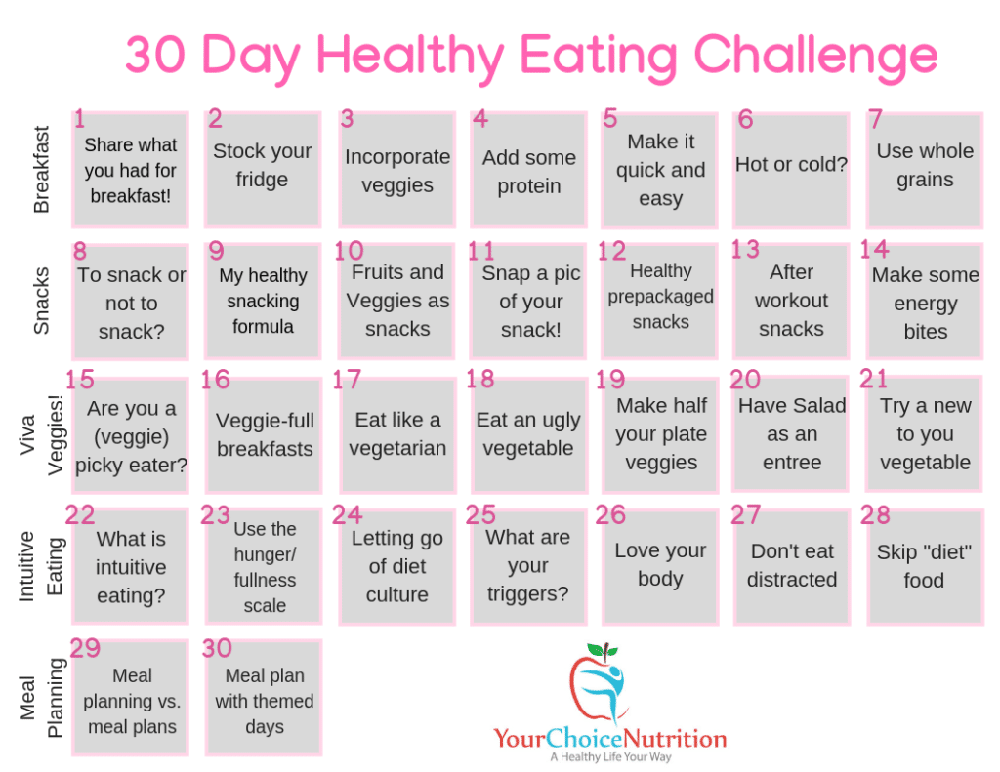 30 Day Healthy Eating Challenge
Breakfast
1
Share what
you had for
breakfast!
2
Stock your
fridge
3
Incorporate
veggies
4
Add some
protein
5
Make it
quick and
easy
6
Hot or cold?
7
Use whole
grains
Snacks
8
To snack or
not to
snack?
9
My healthy
snacking
formula
10
Fruits and
Veggies as
snacks
11
Snap a pic
of your
snack!
12
Healthy
prepackaged
snacks
13
After
workout
snacks
14
Make some
energy
bites
Viva
Veggies!
15
Are you a
(veggie)
picky eater?
16
Veggie-full
breakfasts
17
Eat like a
vegetarian
18
Eat an ugly
vegetable
19
Make half
your plate
veggies
20
Have Salad
as an
entree
21
Try a new
to you
vegetable
Intuitive
Eating
22
What is
intuitive
eating?
23
Use the
hunger/
fullness
scale
24
Letting go
of diet
culture
25
What are
your
triggers?
26
Love your
body
27
Don't eat
distracted
28
Skip "diet"
food
Meal
Planning
29
Meal
planning vs.
meal plans
30
Meal plan
with themed
days
YourChoiceNutrition
A Healthy Life Your Way